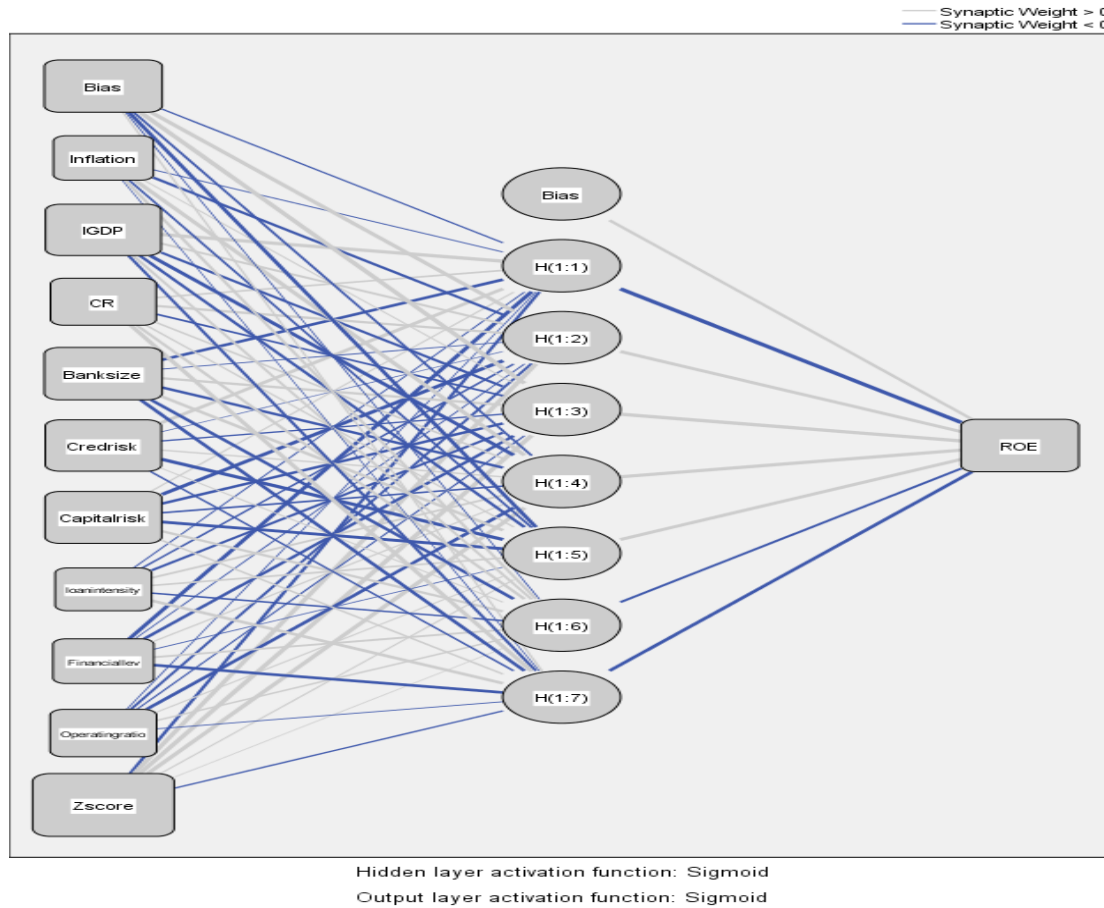 Synaptic Weight > 0
Synaptic Weight < 0
Bias
Inflation
IGDP
CR
Banksize
Credrisk
Capitalrisk
loanintensity
Financiallev
Operatingratio
Zscore
Bias
H(1:1)
H(1:2)
H(1:3)
H(1:4)
H(1:5)
H(1:6)
H(1:7)
ROE
Hidden layer activation function: Sigmoid
Output layer activation function: Sigmoid